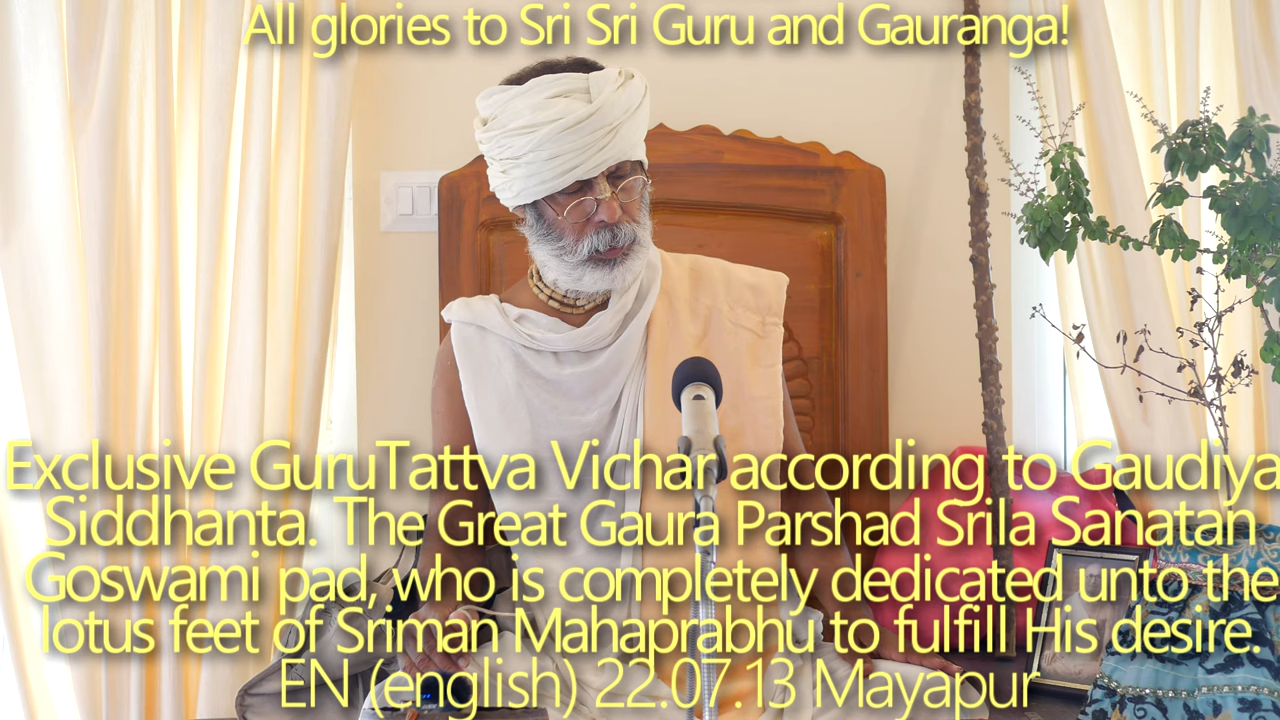 All glories to Sri Sri Guru and Gauranga!
Exclusive GuruTattva Vichar according to Gaudiya
Siddhanta. The Great Gaura Parshad Srila Sanatan
Goswami pad, who is completely dedicated unto the
lotus feet of Sriman Mahaprabhu to fulfill His desire.
EN (english) 22.07.13 Mayapur